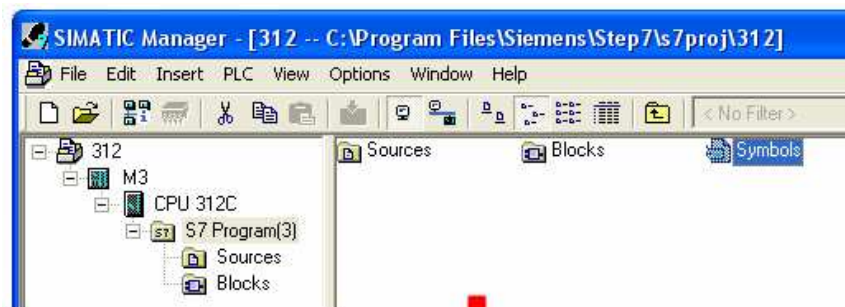 SIMATIC Manager - [312 -- C:\Program Files\Siemens\Step7\s7proj\312]
File Edit Insert PLC View Options Window Help
< No Filter >
312
M3
CPU 312C
S7 Program(3)
Sources
Blocks
Sources Blocks Symbols